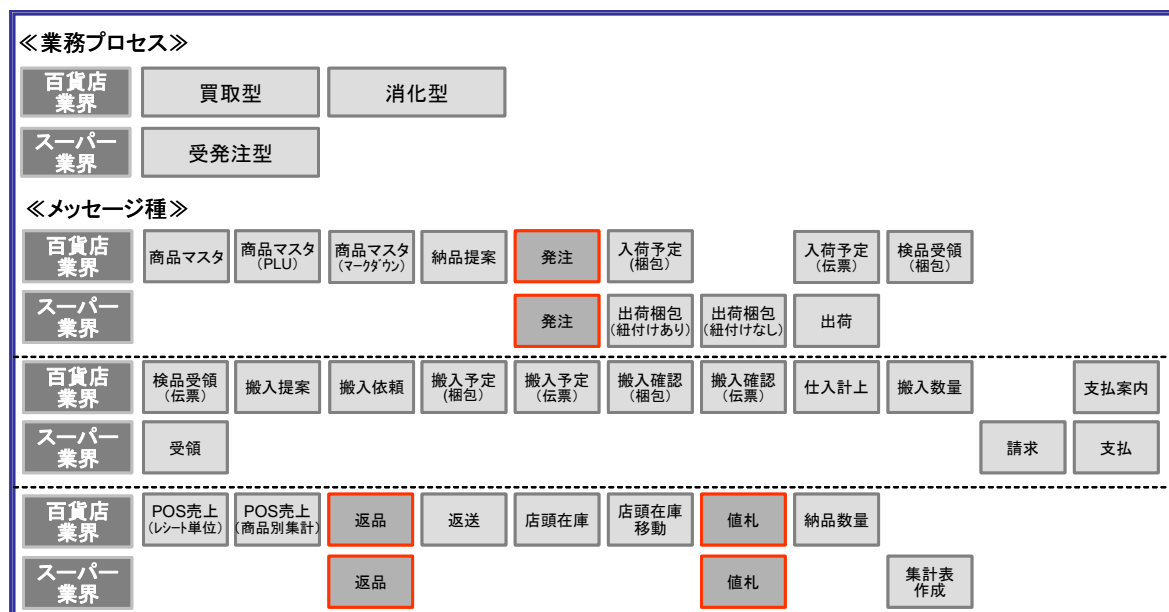 ≪業務プロセス≫
百貨店
業界
買取型
消化型
スーパー
業界
受発注型
≪メッセージ種≫
百貨店
業界
商品マスタ
商品マスタ
(PLU)
商品マスタ
(マークダウン)
納品提案
発注
入荷予定
(梱包)
入荷予定
(伝票)
検品受領
(梱包)
スーパー
業界
発注
出荷梱包
(紐付けあり)
出荷梱包
(紐付けなし)
出荷
百貨店
業界
検品受領
(伝票)
搬入提案
搬入依頼
搬入予定
(梱包)
搬入予定
(伝票)
搬入確認
(梱包)
搬入確認
(伝票)
仕入計上
搬入数量
支払案内
スーパー
業界
受領
請求
支払
百貨店
業界
POS売上
(レシート単位)
POS売上
(商品別集計)
返品
返送
店頭在庫
店頭在庫
移動
値札
納品数量
スーパー
業界
返品
値札
集計表
作成